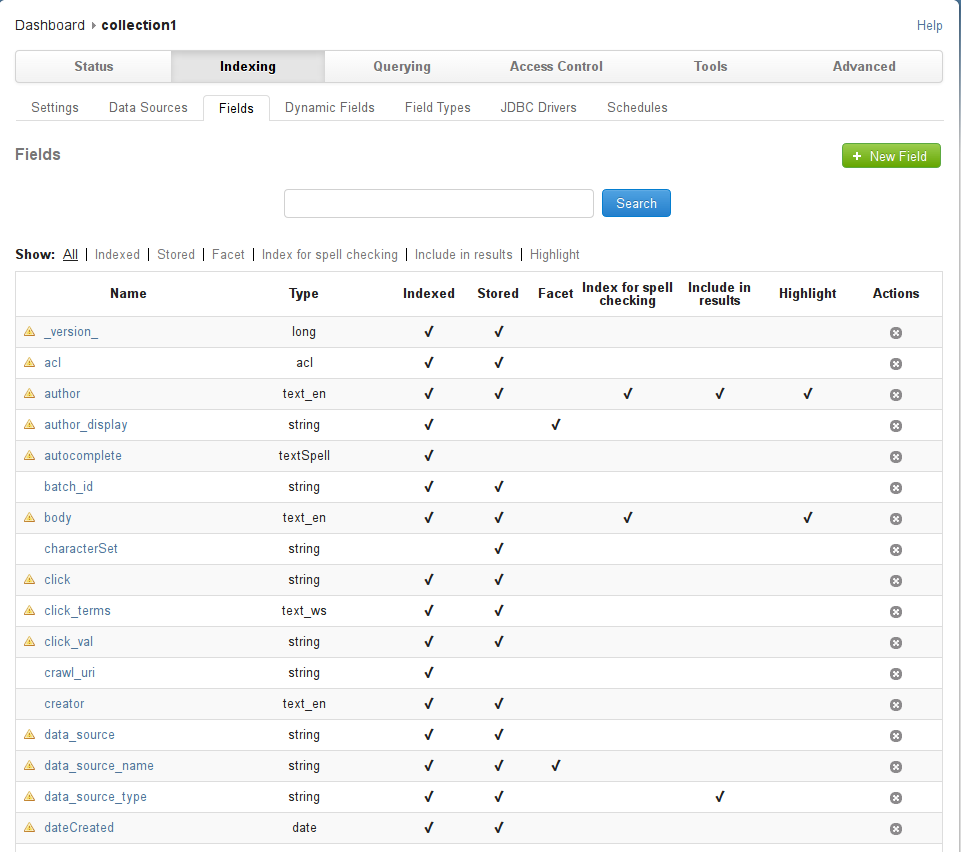 Dashboard collection1 Help
Status Indexing Querying Access Control Tools Advanced
Settings Data Sources Fields Dynamic Fields Field Types JDBC Drivers Schedules
Fields
+ New Field
Search
Show: All | Indexed | Stored | Facet | Index for spell checking | Include in results | Highlight
Name Type Indexed Stored Facet Index for spell checking Include in results Highlight Actions
_version_ long ✓ ✓
acl acl ✓ ✓
author text_en ✓ ✓ ✓ ✓ ✓
author_display string ✓ ✓
autocomplete textSpell ✓
batch_id string ✓ ✓
body text_en ✓ ✓ ✓ ✓
characterSet string ✓
click string ✓ ✓
click_terms text_ws ✓ ✓
click_val string ✓ ✓
crawl_uri string ✓
creator text_en ✓ ✓
data_source string ✓ ✓
data_source_name string ✓ ✓ ✓
data_source_type string ✓ ✓ ✓
dateCreated date ✓ ✓